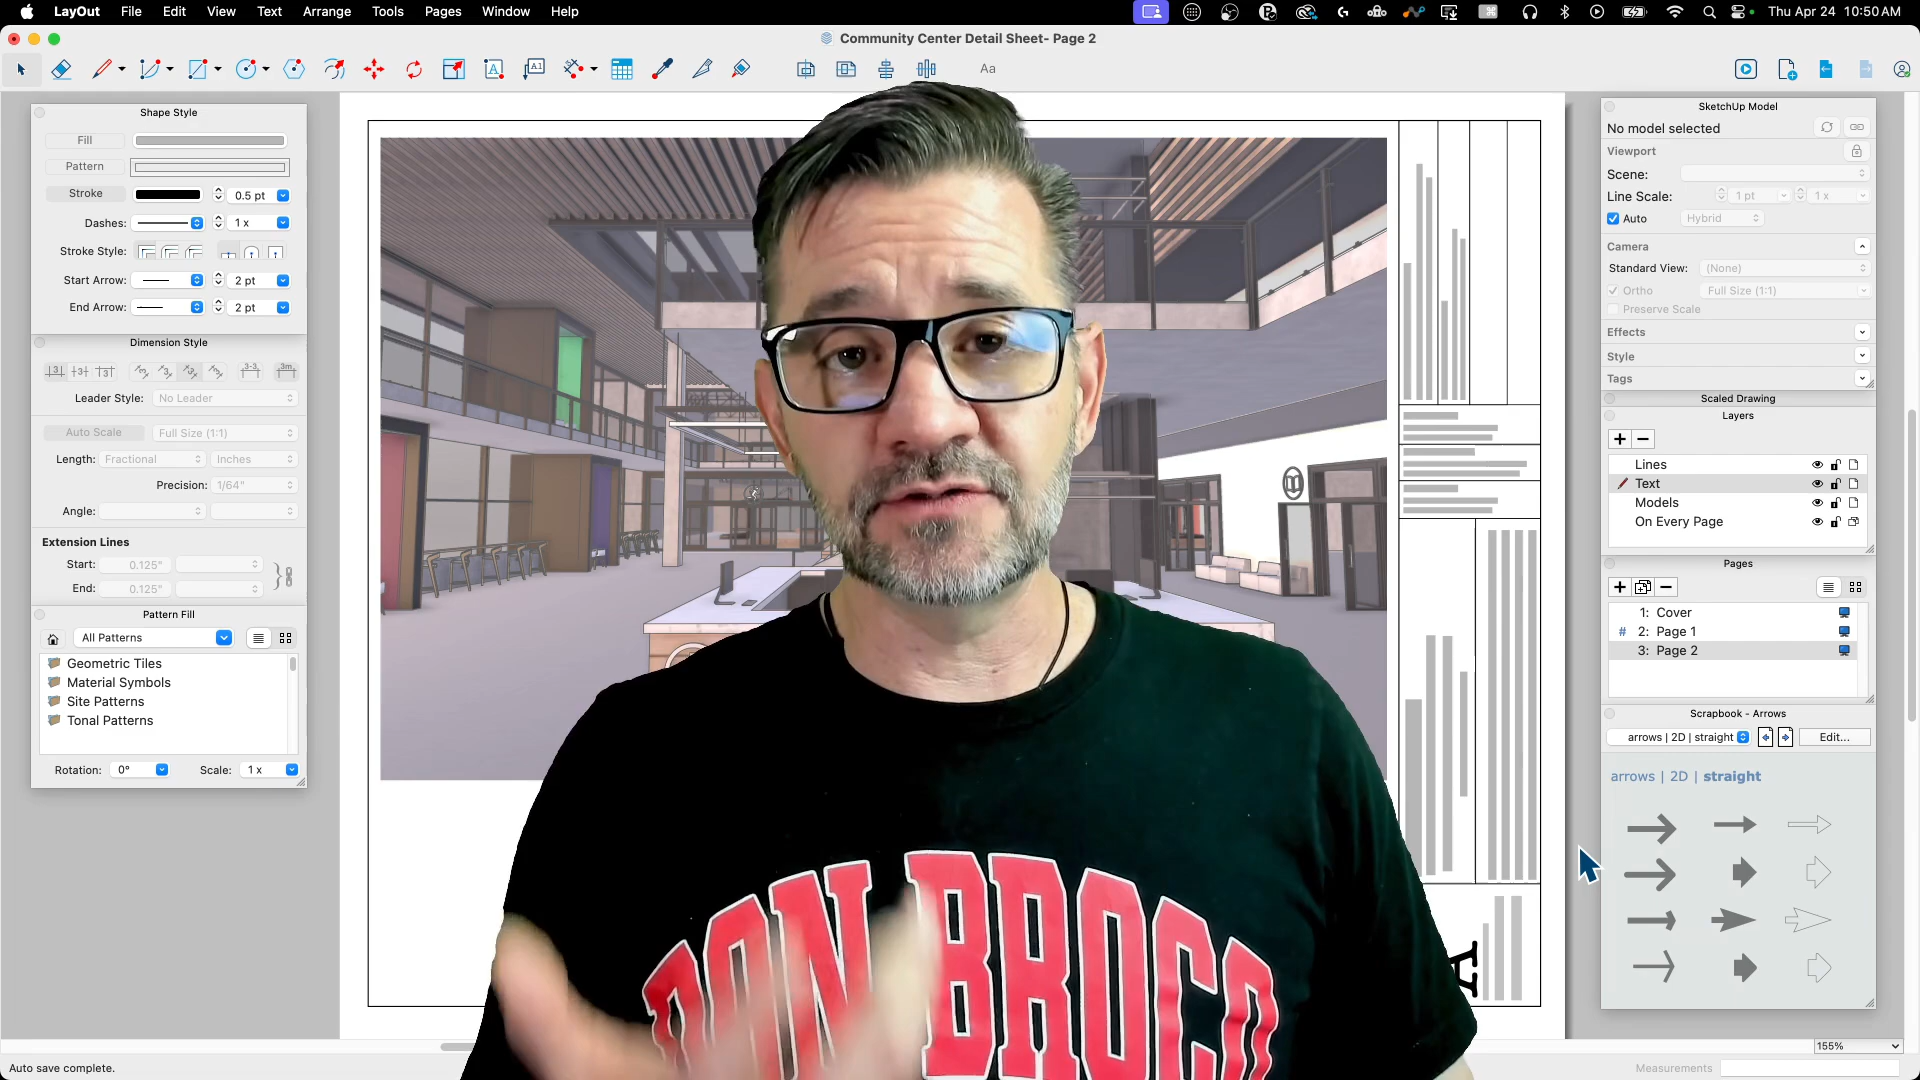 LayOut File Edit View Text Arrange Tools Pages Window Help
Thu Apr 24 10:50 AM
Community Center Detail Sheet- Page 2
A
A1
Aa
Shape Style
Fill
Pattern
Stroke
0.5 pt
Dashes:
1 x
Stroke Style:
Start Arrow:
2 pt
End Arrow:
2 pt
Dimension Style
Leader Style: No Leader
Auto Scale Full Size (1:1)
Length: Fractional Inches
Precision: 1/64"
Angle:
Extension Lines
Start: 0.125"
End: 0.125"
Pattern Fill
All Patterns
Geometric Tiles
Material Symbols
Site Patterns
Tonal Patterns
Rotation: 0° Scale: 1 x
DON BROCO
SketchUp Model
No model selected
Viewport
Scene:
Line Scale: 1 pt 1 x
Auto Hybrid
Camera
Standard View: (None)
Ortho Full Size (1:1)
Preserve Scale
Effects
Style
Tags
Scaled Drawing
Layers
Lines
Text
Models
On Every Page
Pages
1: Cover
# 2: Page 1
3: Page 2
Scrapbook - Arrows
arrows | 2D | straight Edit...
arrows | 2D | straight
155%
Auto save complete.
Measurements